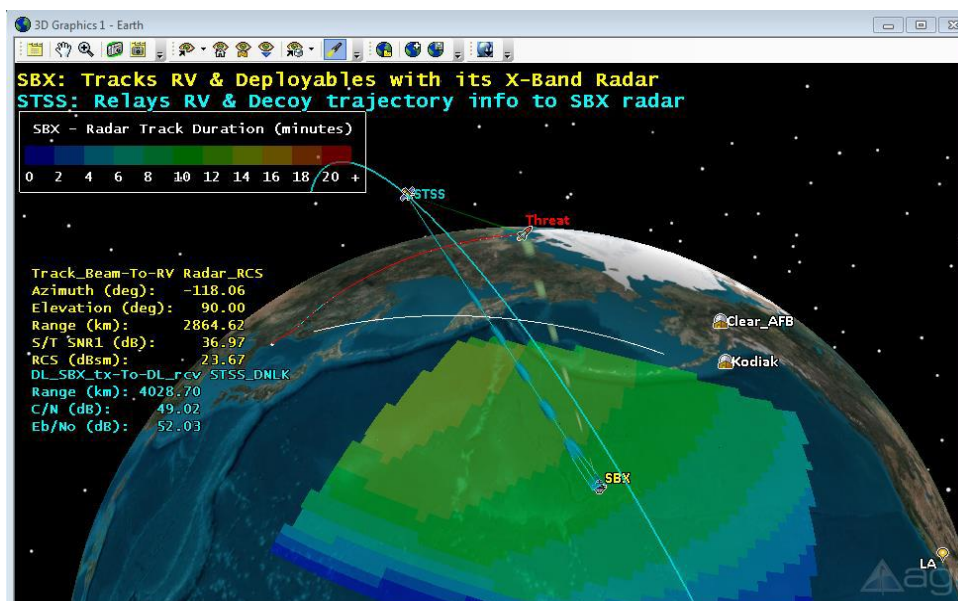 3D Graphics 1 - Earth
SBX: Tracks RV & Deployables with its X-Band Radar
STSS: Relays RV & Decoy trajectory info to SBX radar
SBX - Radar Track Duration (minutes)
0 2 4 6 8 10 12 14 16 18 20 +
STSS
Threat
Track_Beam-To-RV Radar_RCS
Azimuth (deg): -118.06
Elevation (deg): 90.00
Range (km): 2864.62
S/T SNR1 (dB): 36.97
RCS (dBsm): 23.67
DL_SBX_tx-To-DL_rcv STSS_DNLK
Range (km): 4028.70
C/N (dB): 49.02
Eb/No (dB): 52.03
Clear_AFB
Kodiak
SBX
LA
ag